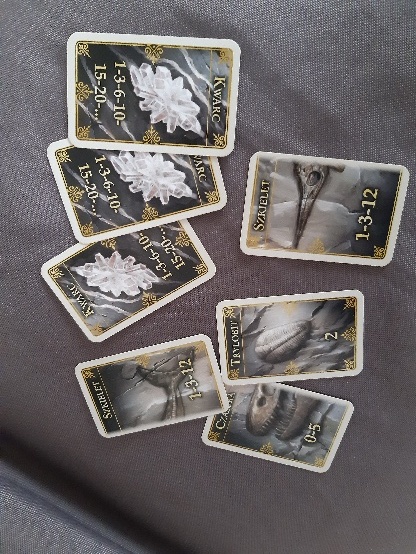 KWARC
1-3-6-10-
15-20-...
1-3-6-10-
15-20-...
KWARC
1-3-6-10-
15-20-...
SZKIELET
1-3-12
TRYLOBIT
2
SZKIELET
1-3-12
0-5